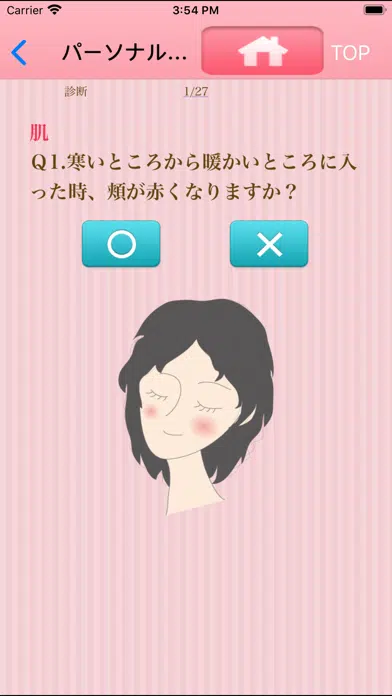 Carrier 3:54 PM
パーソナル... TOP
診断 1/27
肌
Q1.寒いところから暖かいところに入
った時、頬が赤くなりますか？